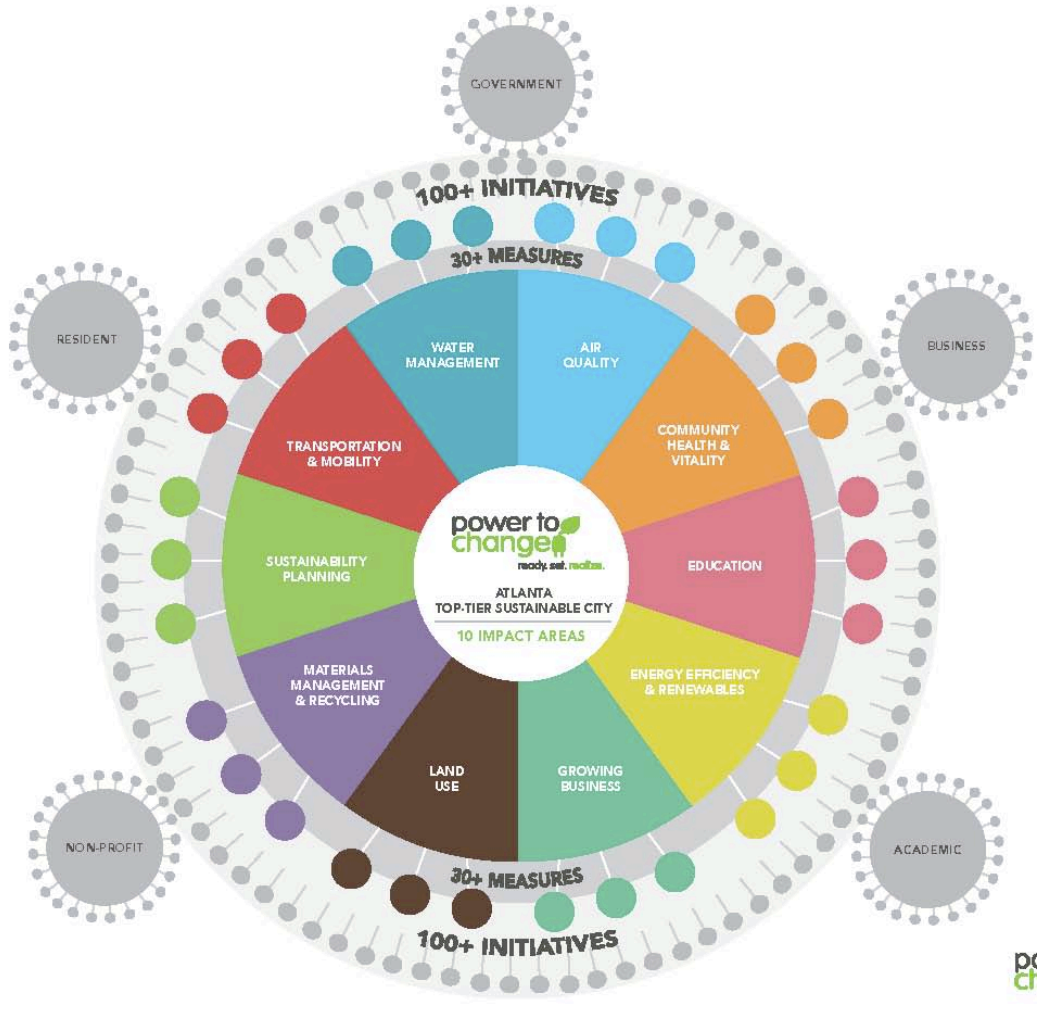 GOVERNMENT
100+ INITIATIVES
30+ MEASURES
RESIDENT
BUSINESS
WATER
MANAGEMENT
AIR
QUALITY
COMMUNITY
HEALTH &
VITALITY
TRANSPORTATION
& MOBILITY
EDUCATION
SUSTAINABILITY
PLANNING
power to
change
ready. set. realize.
ATLANTA
TOP-TIER SUSTAINABLE CITY
10 IMPACT AREAS
ENERGY EFFICIENCY
& RENEWABLES
MATERIALS
MANAGEMENT
& RECYCLING
LAND
USE
GROWING
BUSINESS
NON-PROFIT
ACADEMIC
30+ MEASURES
100+ INITIATIVES
po
ch